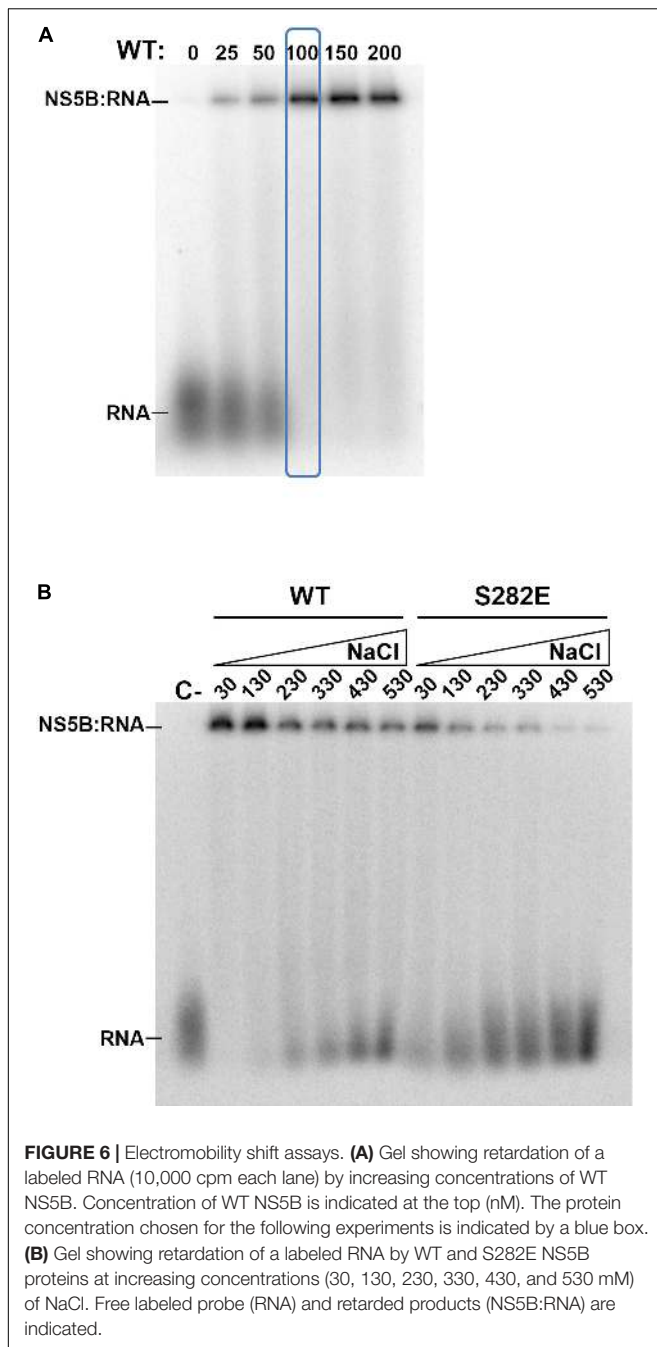 A
WT: 0 25 50 100 150 200
NS5B:RNA
RNA
B
WT S282E
NaCl NaCl
C- 30 130 230 330 430 530 30 130 230 330 430 530
NS5B:RNA
RNA
FIGURE 6 | Electromobility shift assays. (A) Gel showing retardation of a
labeled RNA (10,000 cpm each lane) by increasing concentrations of WT
NS5B. Concentration of WT NS5B is indicated at the top (nM). The protein
concentration chosen for the following experiments is indicated by a blue box.
(B) Gel showing retardation of a labeled RNA by WT and S282E NS5B
proteins at increasing concentrations (30, 130, 230, 330, 430, and 530 mM)
of NaCl. Free labeled probe (RNA) and retarded products (NS5B:RNA) are
indicated.